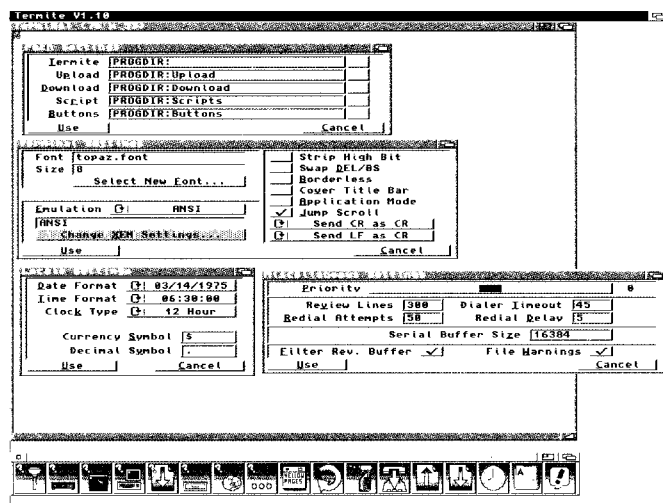 Termite V1.10
Termite PROGDIR:
Upload PROGDIR:Upload
Download PROGDIR:Download
Script PROGDIR:Scripts
Buttons PROGDIR:Buttons
Use Cancel
Font topaz.font
Size 8
Select New Font...
Emulation ANSI
ANSI
Change XEM Settings...
Use
Strip High Bit
Swap DEL/BS
Borderless
Cover Title Bar
Application Mode
Jump Scroll
Send CR as CR
Send LF as CR
Cancel
Date Format 03/14/1975
Time Format 06:30:00
Clock Type 12 Hour
Currency Symbol $
Decimal Symbol .
Use Cancel
Priority 0
Review Lines 300 Dialer Timeout 45
Redial Attempts 50 Redial Delay 5
Serial Buffer Size 16384
Filter Rev. Buffer File Warnings
Use Cancel
YELLOW
PAGES
A